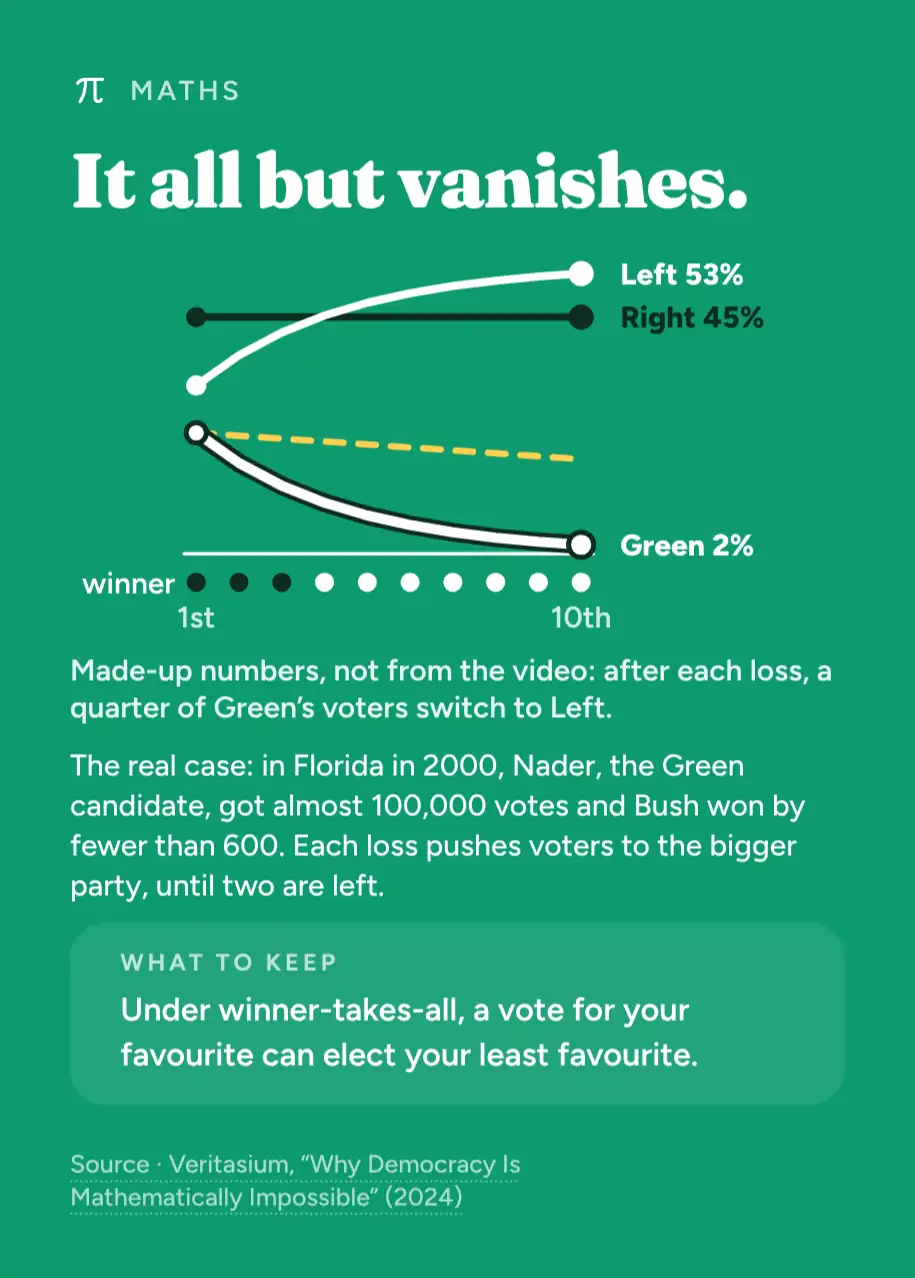 π MATHS
It all but vanishes.
Left 53%
Right 45%
Green 2%
winner
1st 10th
Made-up numbers, not from the video: after each loss, a
quarter of Green’s voters switch to Left.
The real case: in Florida in 2000, Nader, the Green
candidate, got almost 100,000 votes and Bush won by
fewer than 600. Each loss pushes voters to the bigger
party, until two are left.
WHAT TO KEEP
Under winner-takes-all, a vote for your
favourite can elect your least favourite.
Source · Veritasium, “Why Democracy Is
Mathematically Impossible” (2024)